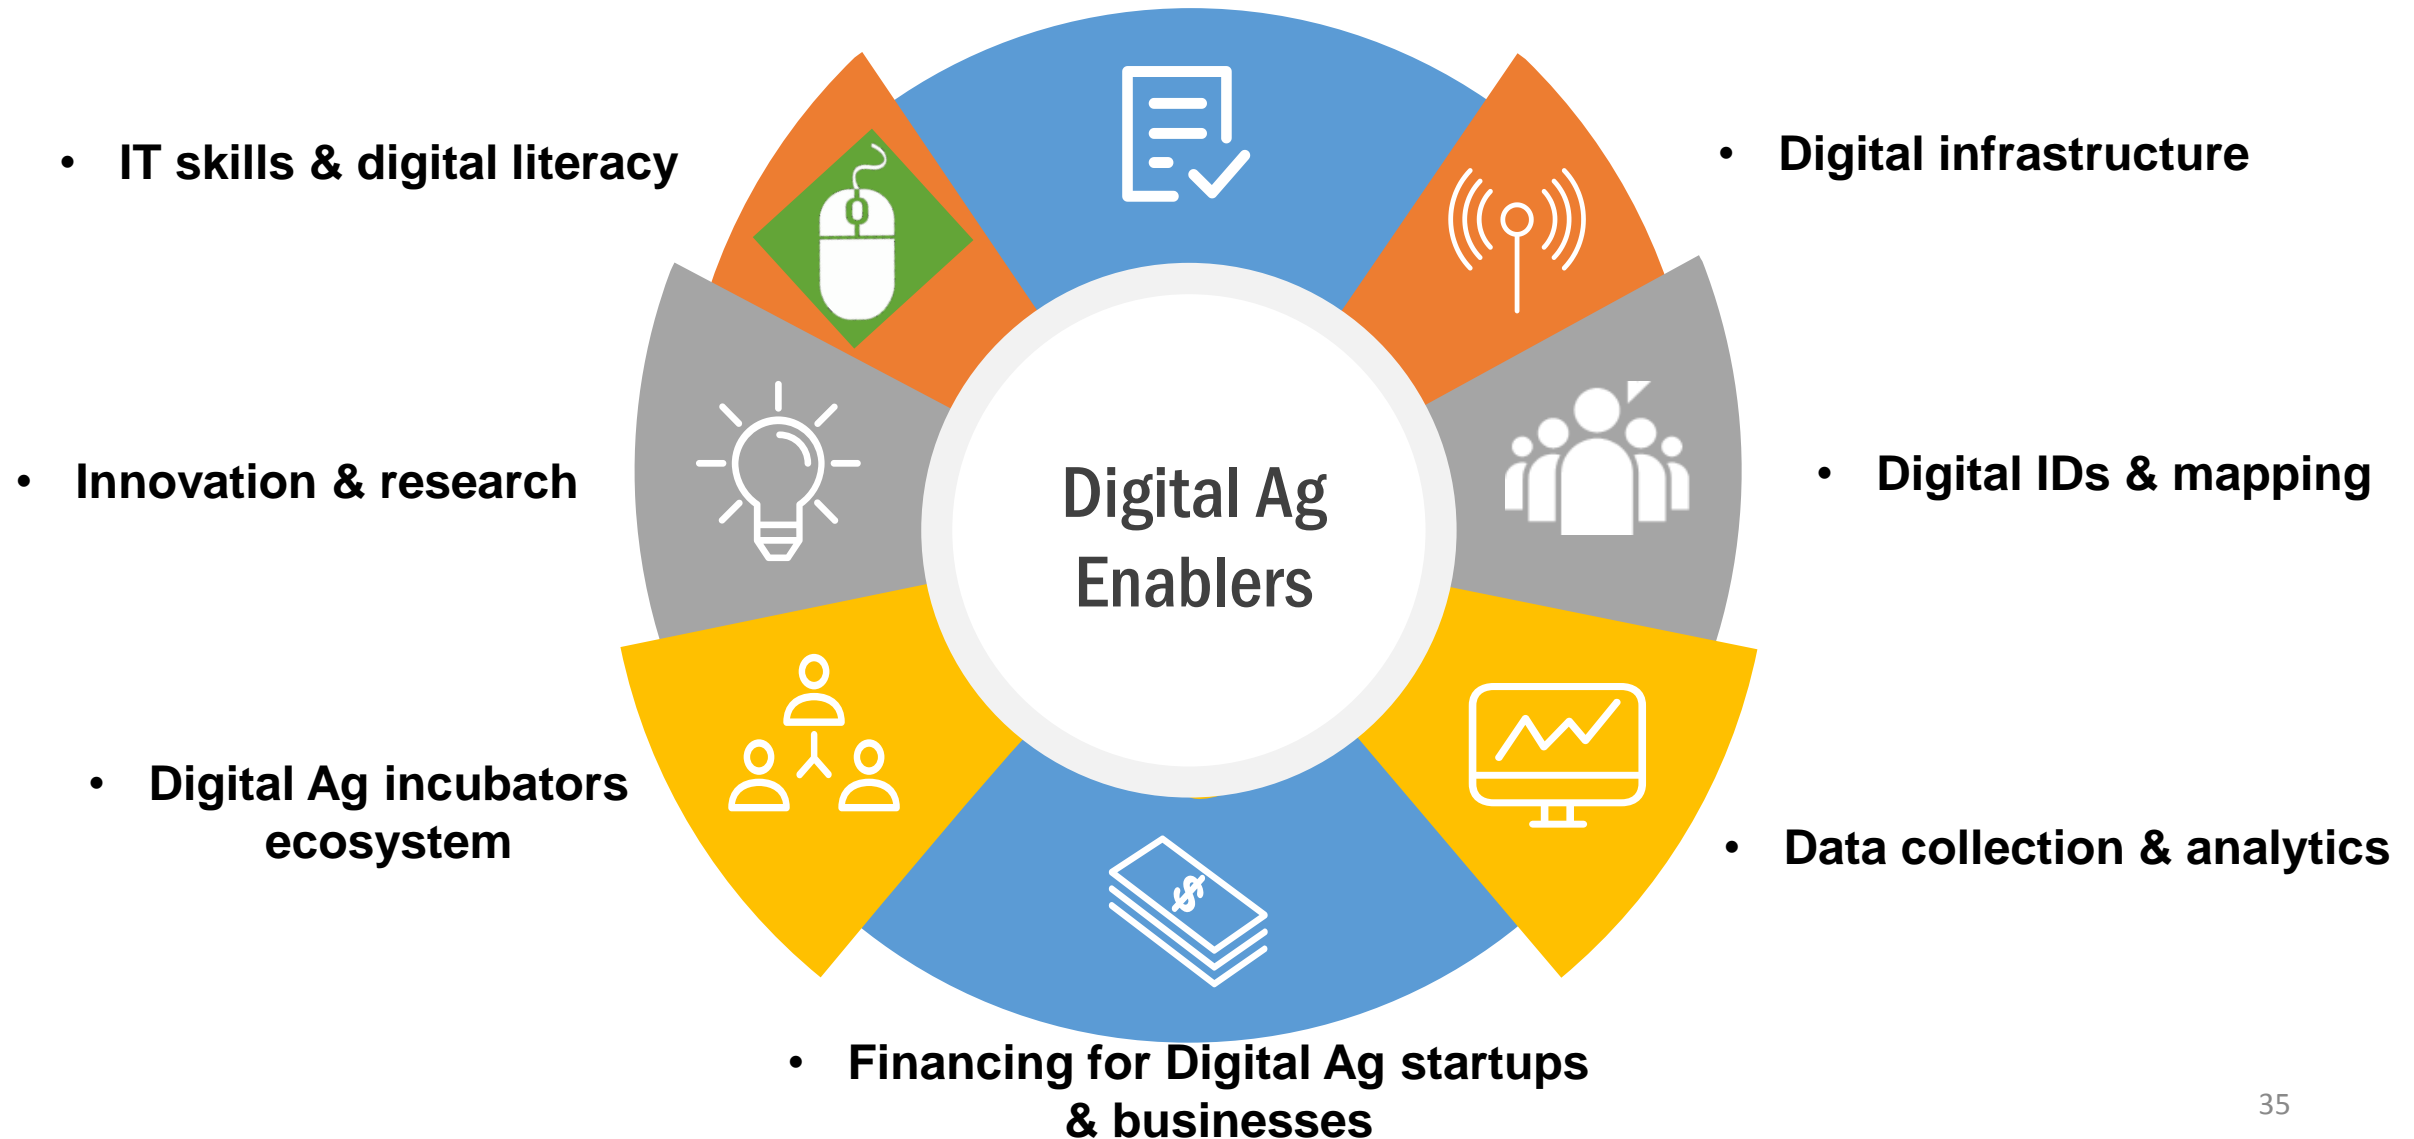 • IT skills & digital literacy
• Digital infrastructure
• Innovation & research
Digital Ag
Enablers
• Digital IDs & mapping
• Digital Ag incubators
ecosystem
• Data collection & analytics
$
• Financing for Digital Ag startups
& businesses
35